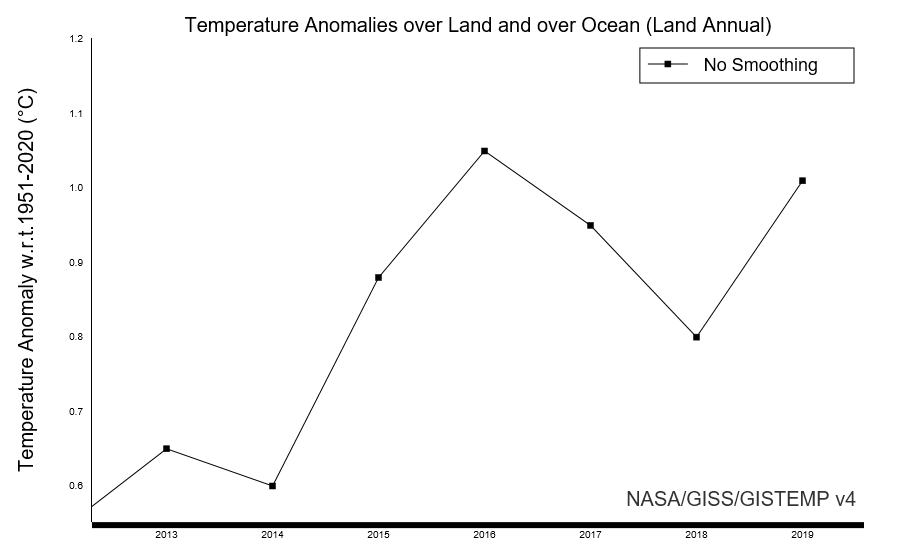 Temperature Anomalies over Land and over Ocean (Land Annual)
No Smoothing
Temperature Anomaly w.r.t.1951-2020 (°C)
1.2
1.1
1.0
0.9
0.8
0.7
0.6
NASA/GISS/GISTEMP v4
2013 2014 2015 2016 2017 2018 2019